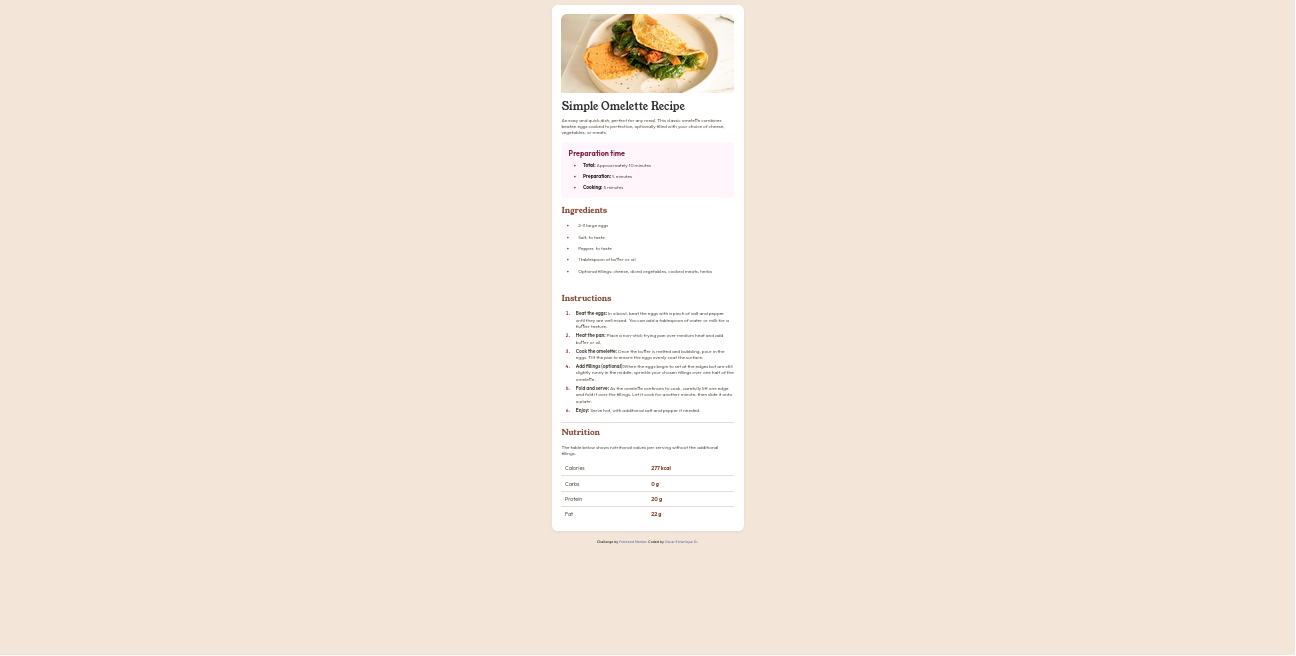 Simple Omelette Recipe
An easy and quick dish, perfect for any meal. This classic omelette combines
beaten eggs cooked to perfection, optionally filled with your choice of cheese,
vegetables, or meats.
Preparation time
• Total: Approximately 10 minutes
• Preparation: 5 minutes
• Cooking: 5 minutes
Ingredients
• 2-3 large eggs
• Salt, to taste
• Pepper, to taste
• 1 tablespoon of butter or oil
• Optional fillings: cheese, diced vegetables, cooked meats, herbs
Instructions
1. Beat the eggs: In a bowl, beat the eggs with a pinch of salt and pepper
until they are well mixed. You can add a tablespoon of water or milk for a
fluffier texture.
2. Heat the pan: Place a non-stick frying pan over medium heat and add
butter or oil.
3. Cook the omelette: Once the butter is melted and bubbling, pour in the
eggs. Tilt the pan to ensure the eggs evenly coat the surface.
4. Add fillings (optional): When the eggs begin to set at the edges but are still
slightly runny in the middle, sprinkle your chosen fillings over one half of the
omelette.
5. Fold and serve: As the omelette continues to cook, carefully lift one edge
and fold it over the fillings. Let it cook for another minute, then slide it onto
a plate.
6. Enjoy: Serve hot, with additional salt and pepper if needed.
Nutrition
The table below shows nutritional values per serving without the additional
fillings.
Calories 277 kcal
Carbs 0 g
Protein 20 g
Fat 22 g
Challenge by Frontend Mentor. Coded by Oscar